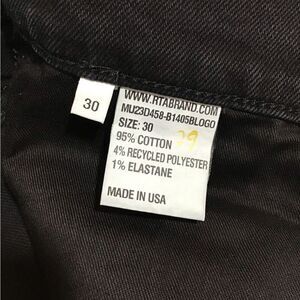 30
WWW.RTABRAND.COM
MU23D458-B1405BLOGO
SIZE: 30
95% COTTON
29
4% RECYCLED POLYESTER
1% ELASTANE
MADE IN USA